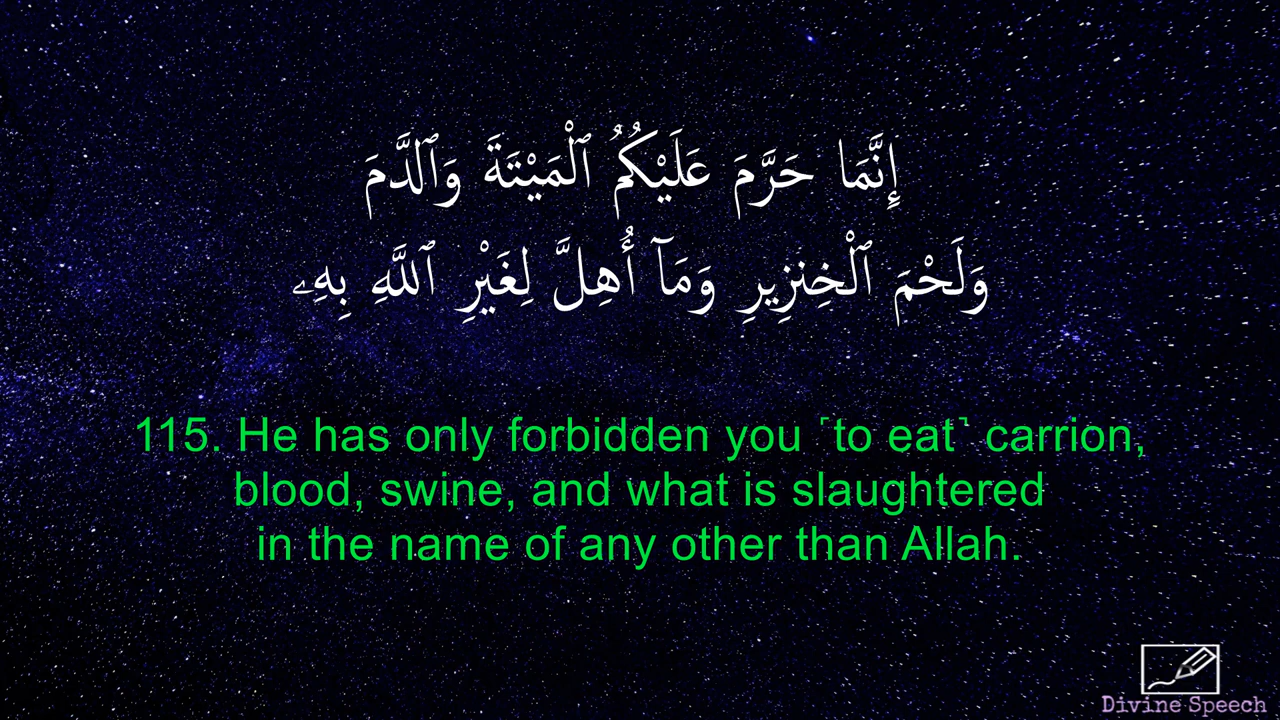 إِنَّمَا حَرَّمَ عَلَيْكُمُ ٱلْمَيْتَةَ وَٱلدَّمَ
وَلَحْمَ ٱلْخِنزِيرِ وَمَآ أُهِلَّ لِغَيْرِ ٱللَّهِ بِهِۦ
115. He has only forbidden you ˹to eat˺ carrion,
blood, swine, and what is slaughtered
in the name of any other than Allah.
Divine Speech